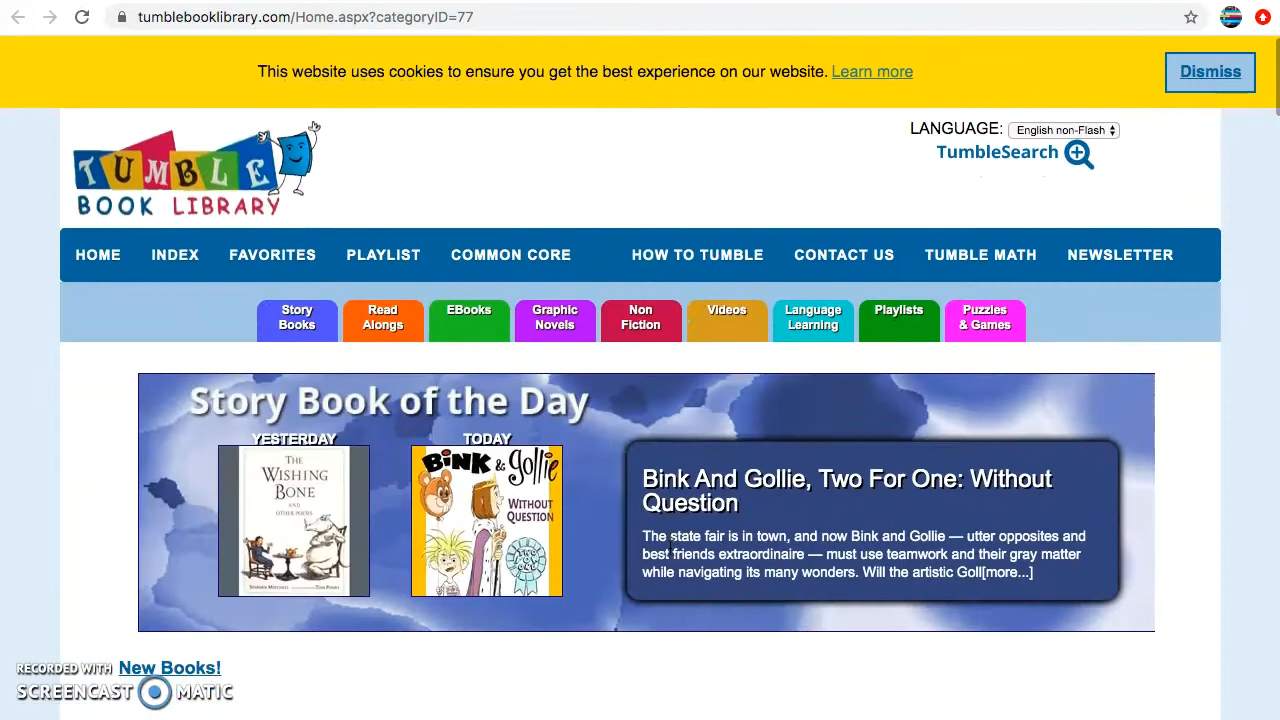 tumblebooklibrary.com/Home.aspx?categoryID=77
This website uses cookies to ensure you get the best experience on our website. Learn more
Dismiss
TUMBLE
BOOK LIBRARY
LANGUAGE: English non-Flash
TumbleSearch
HOME INDEX FAVORITES PLAYLIST COMMON CORE HOW TO TUMBLE CONTACT US TUMBLE MATH NEWSLETTER
Story
Books
Read
Alongs
EBooks
Graphic
Novels
Non
Fiction
Videos
Language
Learning
Playlists
Puzzles
& Games
Story Book of the Day
YESTERDAY
THE
WISHING
BONE
AND
OTHER POEMS
STEPHEN MITCHELL
TODAY
BINK & gollie
WITHOUT
QUESTION
TWO
FOR
ONE
Bink And Gollie, Two For One: Without
Question
The state fair is in town, and now Bink and Gollie — utter opposites and
best friends extraordinaire — must use teamwork and their gray matter
while navigating its many wonders. Will the artistic Goll[more...]
New Books!
RECORDED WITH
SCREENCAST MATIC